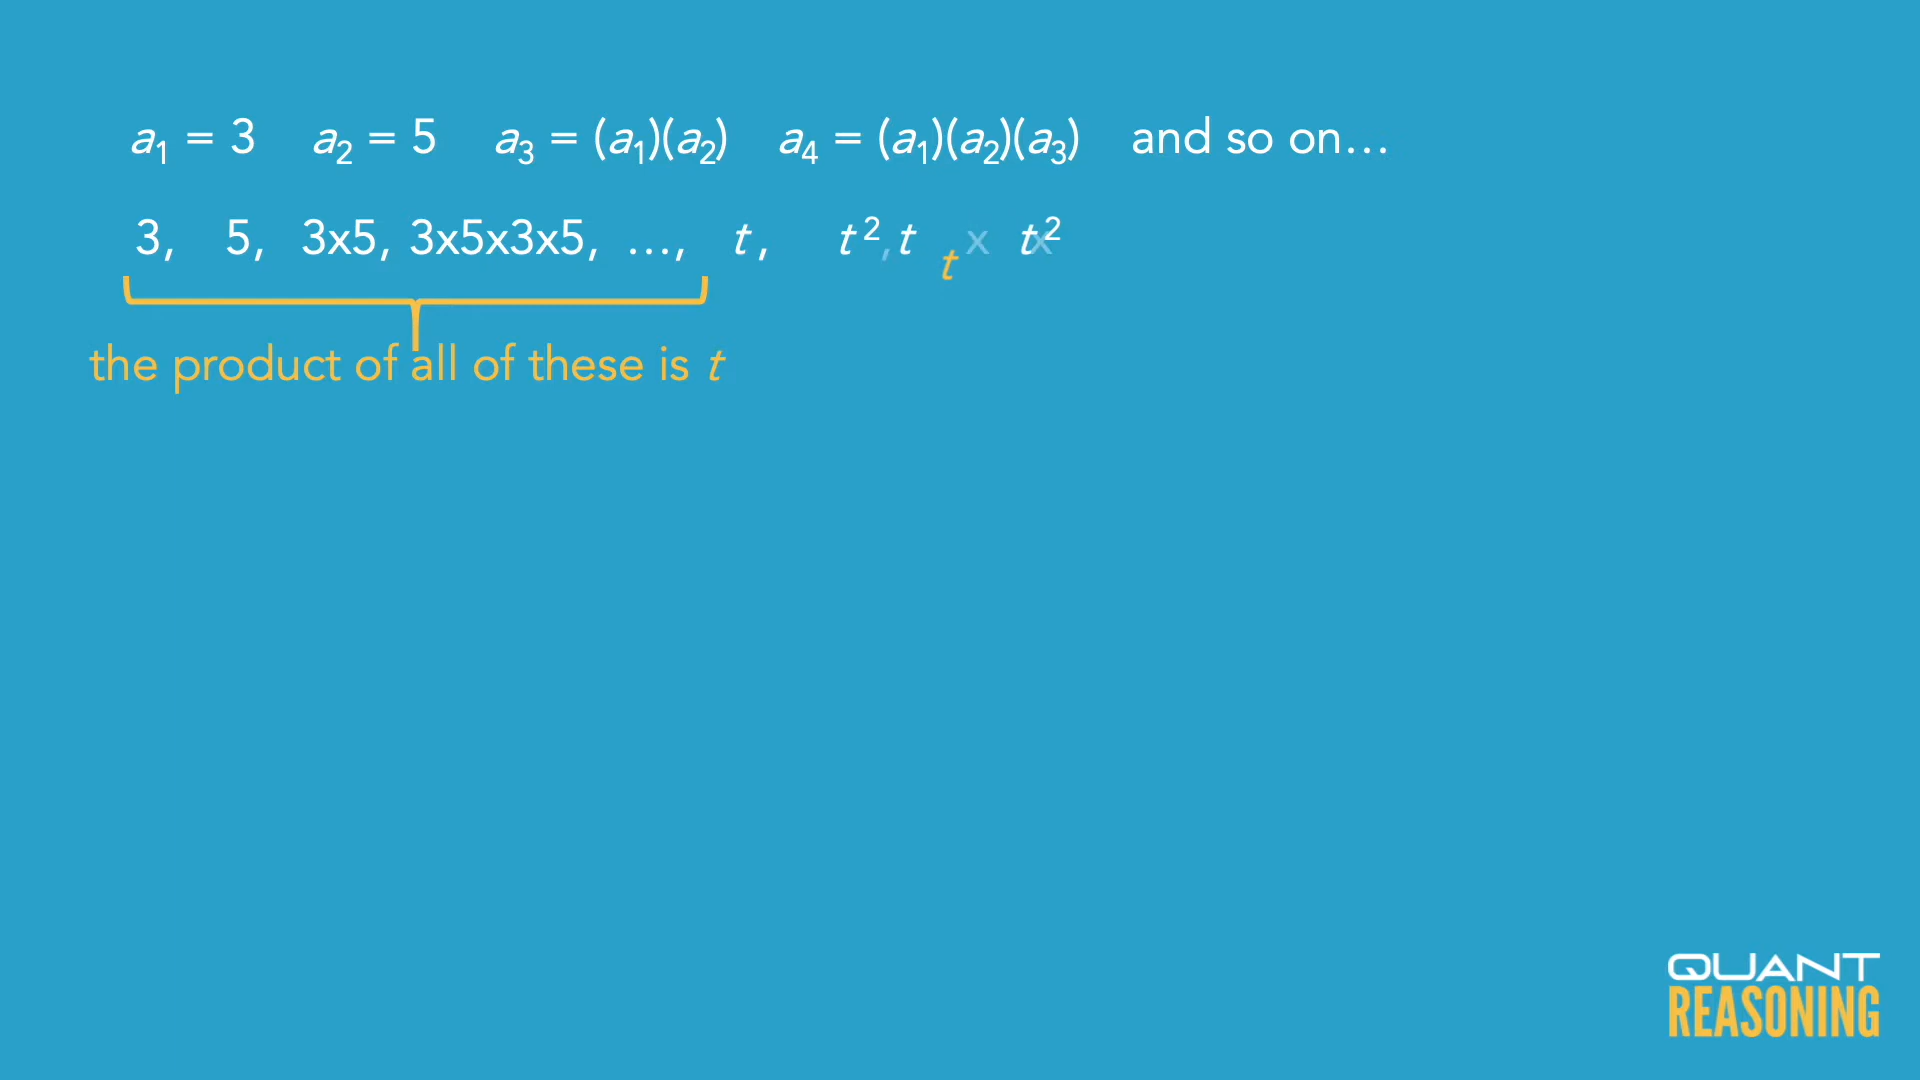 a₁ = 3 a₂ = 5 a₃ = (a₁)(a₂) a₄ = (a₁)(a₂)(a₃) and so on…
3, 5, 3x5, 3x5x3x5, …, t, t², t t x t² x
the product of all of these is t
QUANT
REASONING